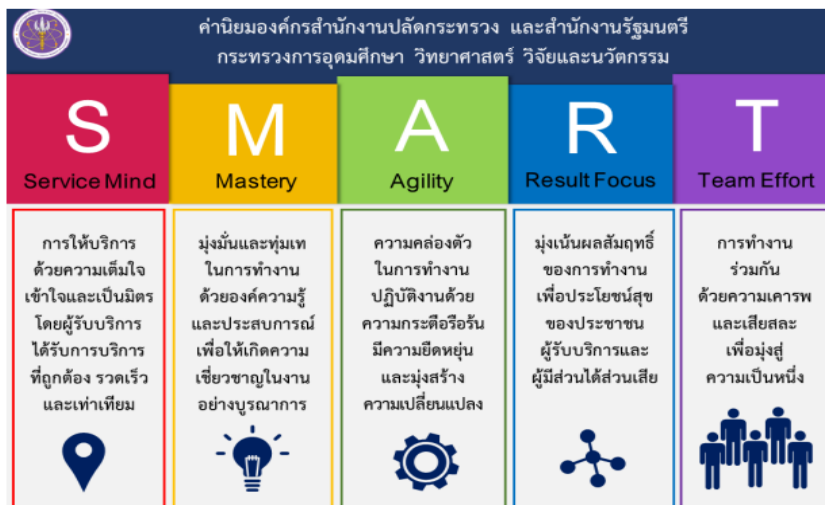 ค่านิยมองค์กรสำนักงานปลัดกระทรวง และสำนักงานรัฐมนตรี
กระทรวงการอุดมศึกษา วิทยาศาสตร์ วิจัยและนวัตกรรม
S
Service Mind
การให้บริการ
ด้วยความเต็มใจ
เข้าใจและเป็นมิตร
โดยผู้รับบริการ
ได้รับการบริการ
ที่ถูกต้อง รวดเร็ว
และเท่าเทียม
M
Mastery
มุ่งมั่นและทุ่มเท
ในการทำงาน
ด้วยองค์ความรู้
และประสบการณ์
เพื่อให้เกิดความ
เชี่ยวชาญในงาน
อย่างบูรณาการ
A
Agility
ความคล่องตัว
ในการทำงาน
ปฏิบัติงานด้วย
ความกระตือรือร้น
มีความยืดหยุ่น
และมุ่งสร้าง
ความเปลี่ยนแปลง
R
Result Focus
มุ่งเน้นผลสัมฤทธิ์
ของการทำงาน
เพื่อประโยชน์สุข
ของประชาชน
ผู้รับบริการและ
ผู้มีส่วนได้ส่วนเสีย
T
Team Effort
การทำงาน
ร่วมกัน
ด้วยความเคารพ
และเสียสละ
เพื่อมุ่งสู่
ความเป็นหนึ่ง